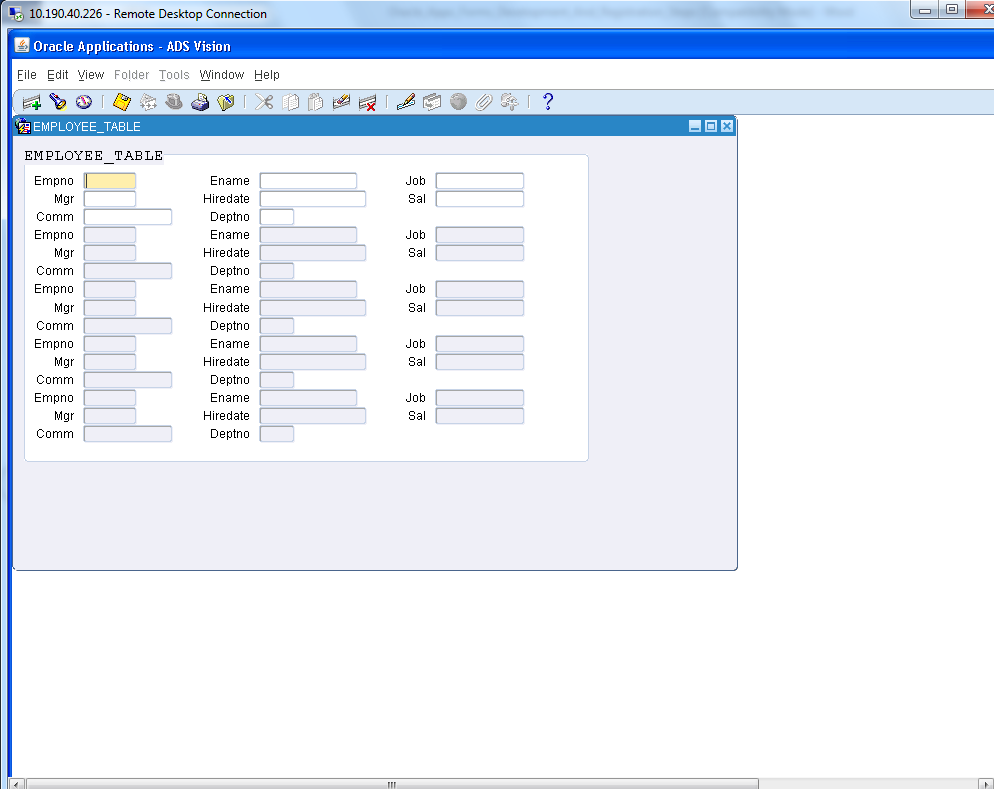 10.190.40.226 - Remote Desktop Connection
Oracle Applications - ADS Vision
File Edit View Folder Tools Window Help
?
EMPLOYEE_TABLE
EMPLOYEE_TABLE
Empno Ename Job
Mgr Hiredate Sal
Comm Deptno
Empno Ename Job
Mgr Hiredate Sal
Comm Deptno
Empno Ename Job
Mgr Hiredate Sal
Comm Deptno
Empno Ename Job
Mgr Hiredate Sal
Comm Deptno
Empno Ename Job
Mgr Hiredate Sal
Comm Deptno